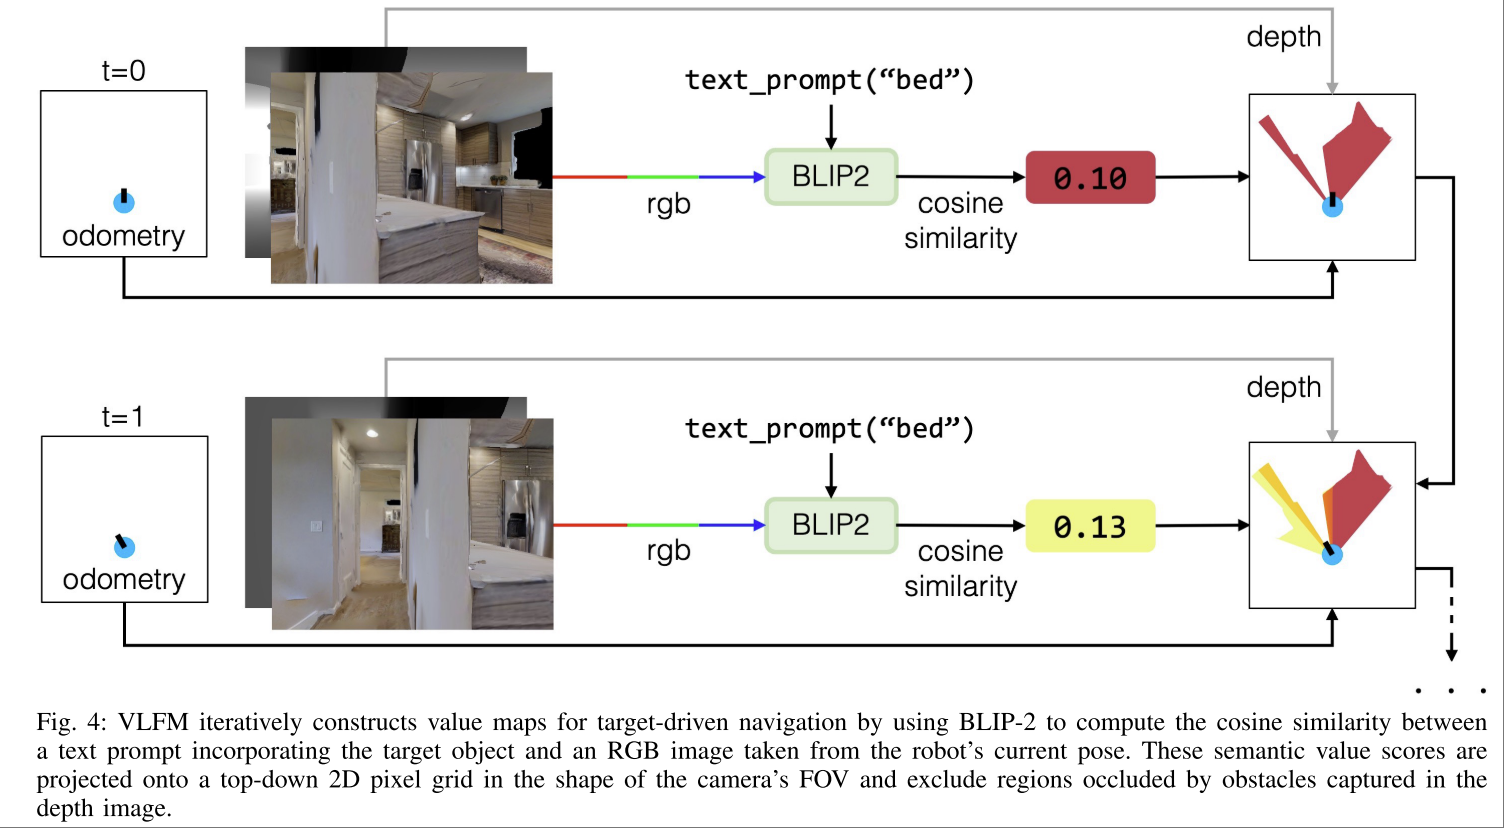 t=0
odometry
text_prompt(“bed”)
rgb
BLIP2
cosine
similarity
0.10
depth
t=1
odometry
text_prompt(“bed”)
rgb
BLIP2
cosine
similarity
0.13
depth
. . .
Fig. 4: VLFM iteratively constructs value maps for target-driven navigation by using BLIP-2 to compute the cosine similarity between
a text prompt incorporating the target object and an RGB image taken from the robot’s current pose. These semantic value scores are
projected onto a top-down 2D pixel grid in the shape of the camera’s FOV and exclude regions occluded by obstacles captured in the
depth image.